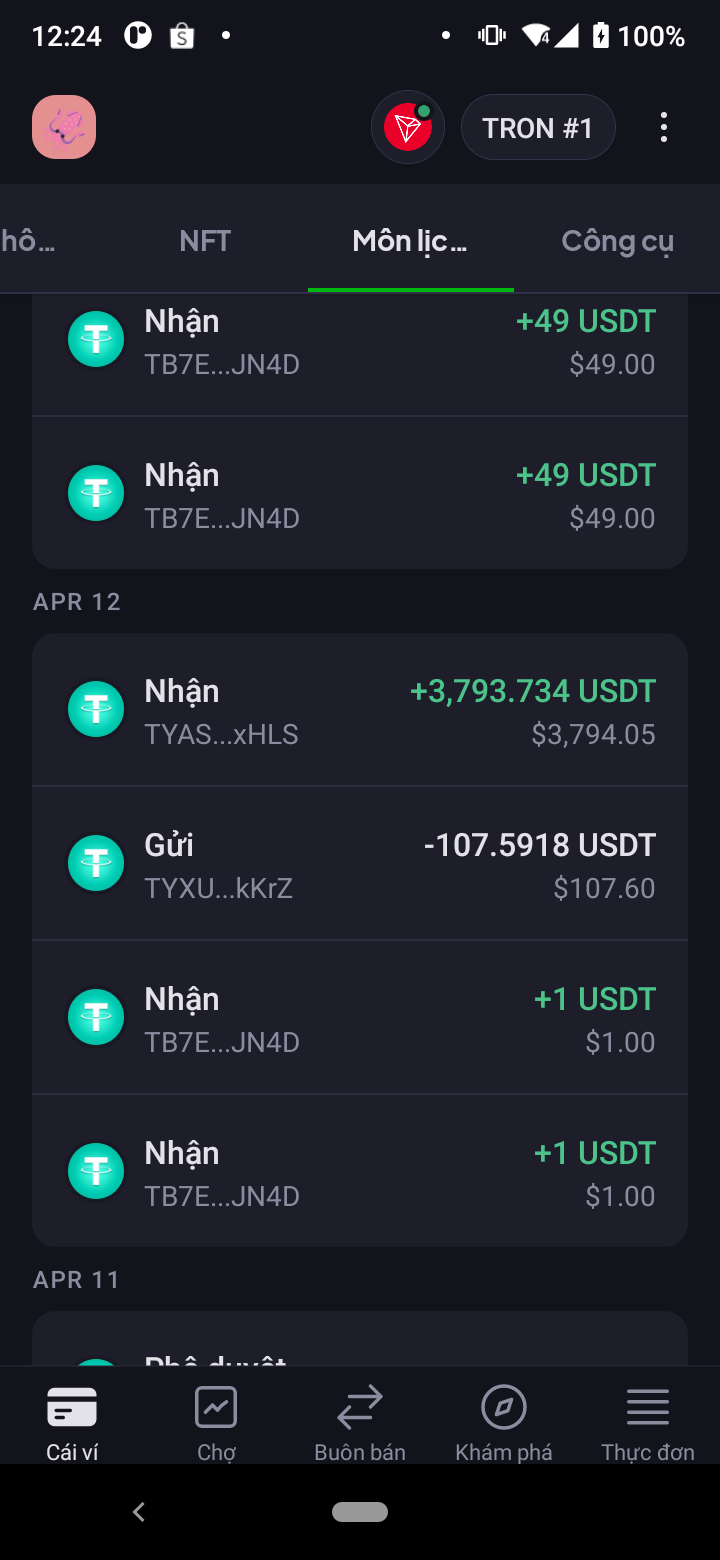 12:24
4 100%
TRON #1
hô... NFT Môn lịc... Công cụ
Nhận +49 USDT
TB7E...JN4D $49.00
Nhận +49 USDT
TB7E...JN4D $49.00
APR 12
Nhận +3,793.734 USDT
TYAS...xHLS $3,794.05
Gửi -107.5918 USDT
TYXU...kKrZ $107.60
Nhận +1 USDT
TB7E...JN4D $1.00
Nhận +1 USDT
TB7E...JN4D $1.00
APR 11
Phê duyệt
Cái ví Chợ Buôn bán Khám phá Thực đơn